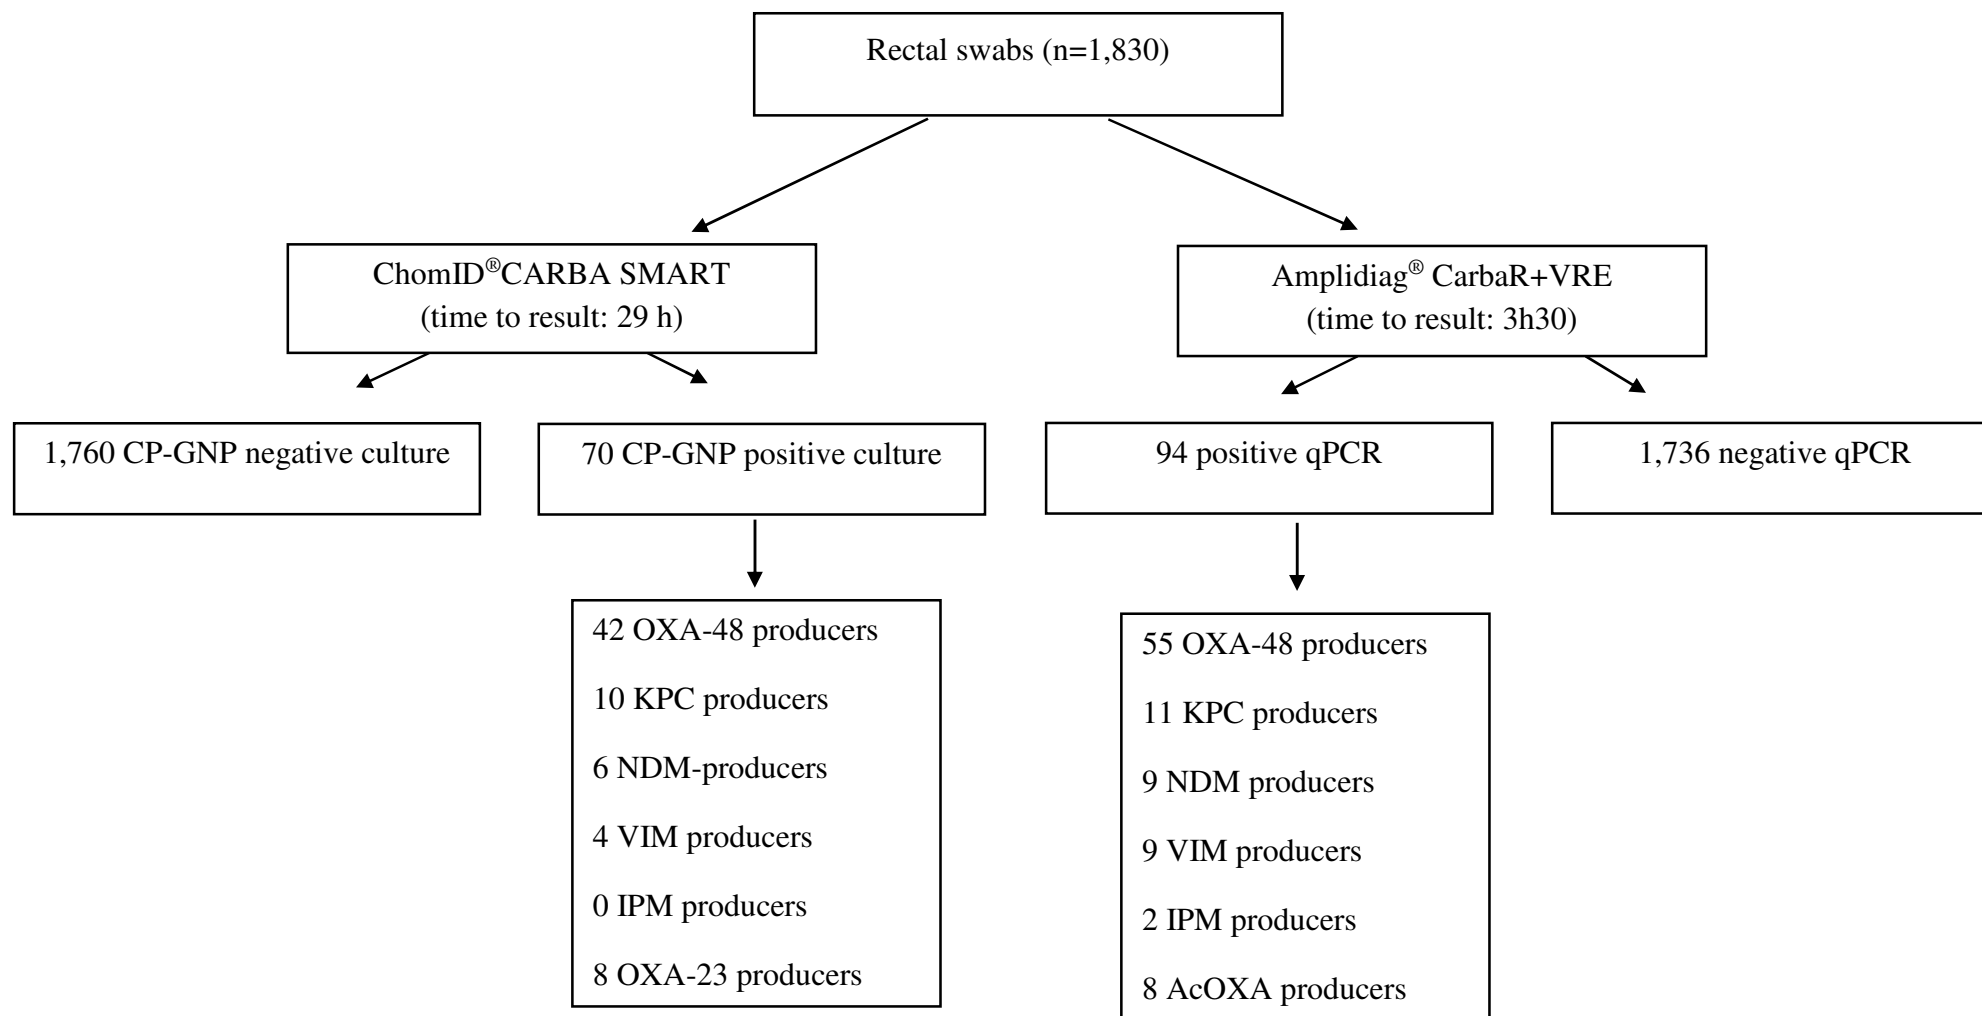 Rectal swabs (n=1,830)
ChomID®CARBA SMART
(time to result: 29 h)
Amplidiag® CarbaR+VRE
(time to result: 3h30)
1,760 CP-GNP negative culture
70 CP-GNP positive culture
94 positive qPCR
1,736 negative qPCR
42 OXA-48 producers
10 KPC producers
6 NDM-producers
4 VIM producers
0 IPM producers
8 OXA-23 producers
55 OXA-48 producers
11 KPC producers
9 NDM producers
9 VIM producers
2 IPM producers
8 AcOXA producers